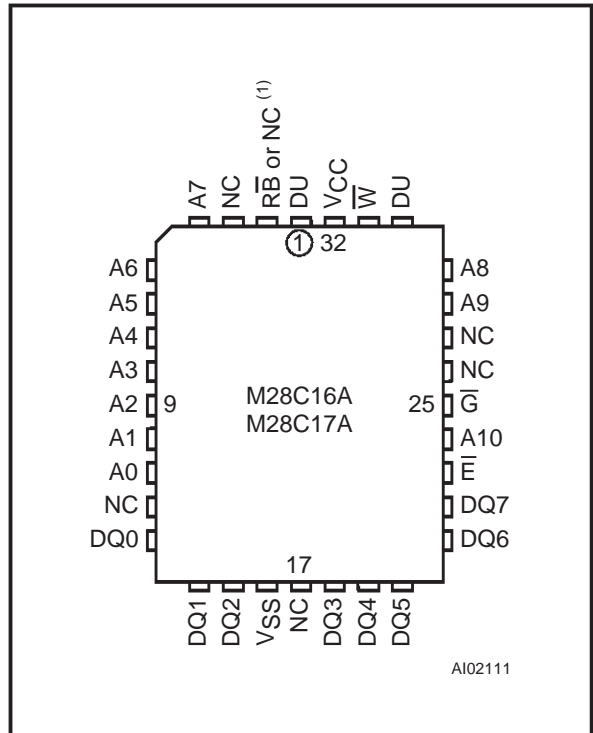 A7
NC
R̅B̅ or NC (1)
DU
VCC
W̅
DU
1 32
A6
A5
A4
A3
A2
A1
A0
NC
DQ0
9
M28C16A
M28C17A
25
A8
A9
NC
NC
G̅
A10
E̅
DQ7
DQ6
17
DQ1
DQ2
VSS
NC
DQ3
DQ4
DQ5
AI02111